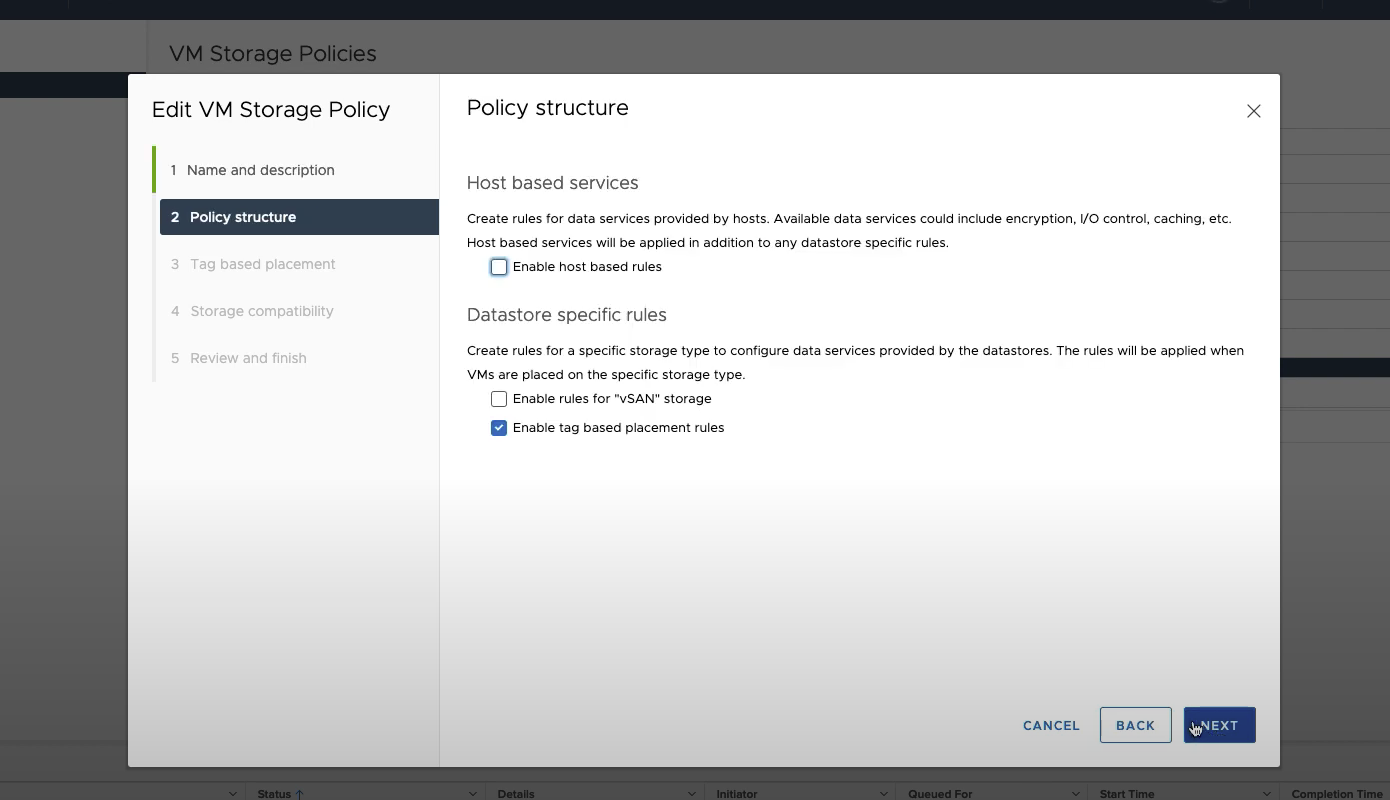 VM Storage Policies
Edit VM Storage Policy
1 Name and description
2 Policy structure
3 Tag based placement
4 Storage compatibility
5 Review and finish
Policy structure
Host based services
Create rules for data services provided by hosts. Available data services could include encryption, I/O control, caching, etc.
Host based services will be applied in addition to any datastore specific rules.
Enable host based rules
Datastore specific rules
Create rules for a specific storage type to configure data services provided by the datastores. The rules will be applied when
VMs are placed on the specific storage type.
Enable rules for "vSAN" storage
Enable tag based placement rules
CANCEL BACK NEXT
Status Details Initiator Queued For Start Time Completion Time